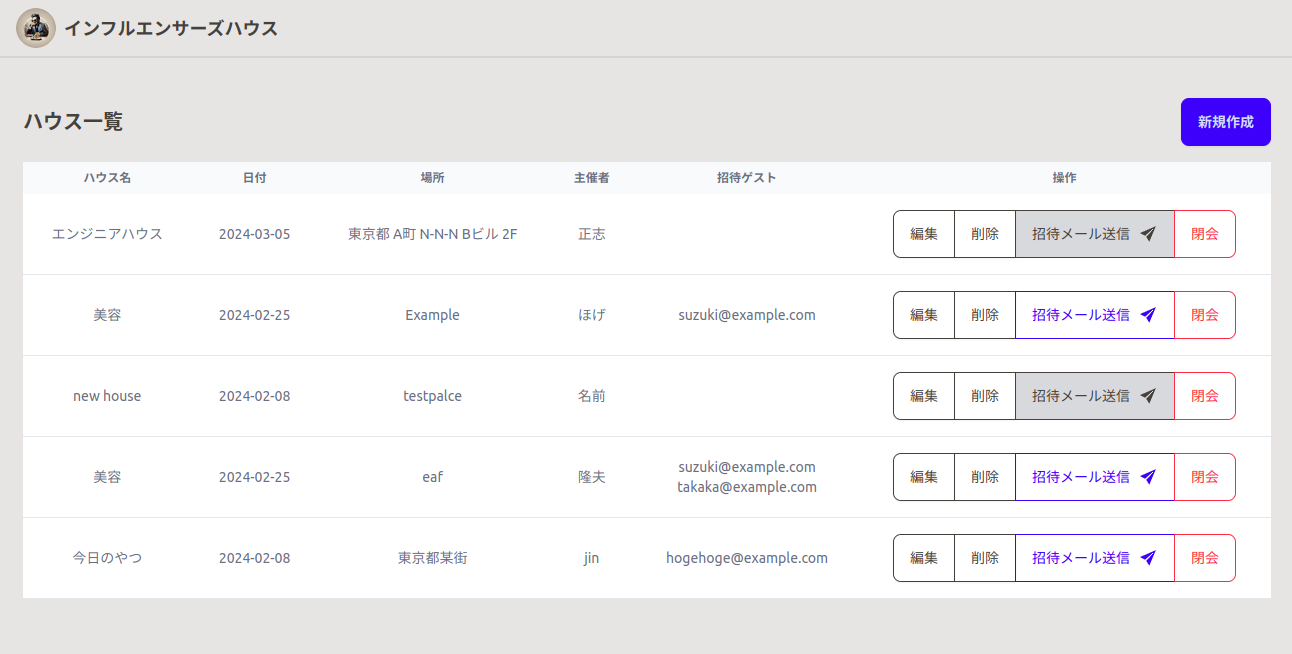 インフルエンサーズハウス
ハウス一覧
新規作成
ハウス名 日付 場所 主催者 招待ゲスト 操作
エンジニアハウス 2024-03-05 東京都 A町 N-N-N Bビル 2F 正志 編集 削除 招待メール送信 閉会
美容 2024-02-25 Example ほげ suzuki@example.com 編集 削除 招待メール送信 閉会
new house 2024-02-08 testpalce 名前 編集 削除 招待メール送信 閉会
美容 2024-02-25 eaf 隆夫 suzuki@example.com
takaka@example.com 編集 削除 招待メール送信 閉会
今日のやつ 2024-02-08 東京都某街 jin hogehoge@example.com 編集 削除 招待メール送信 閉会